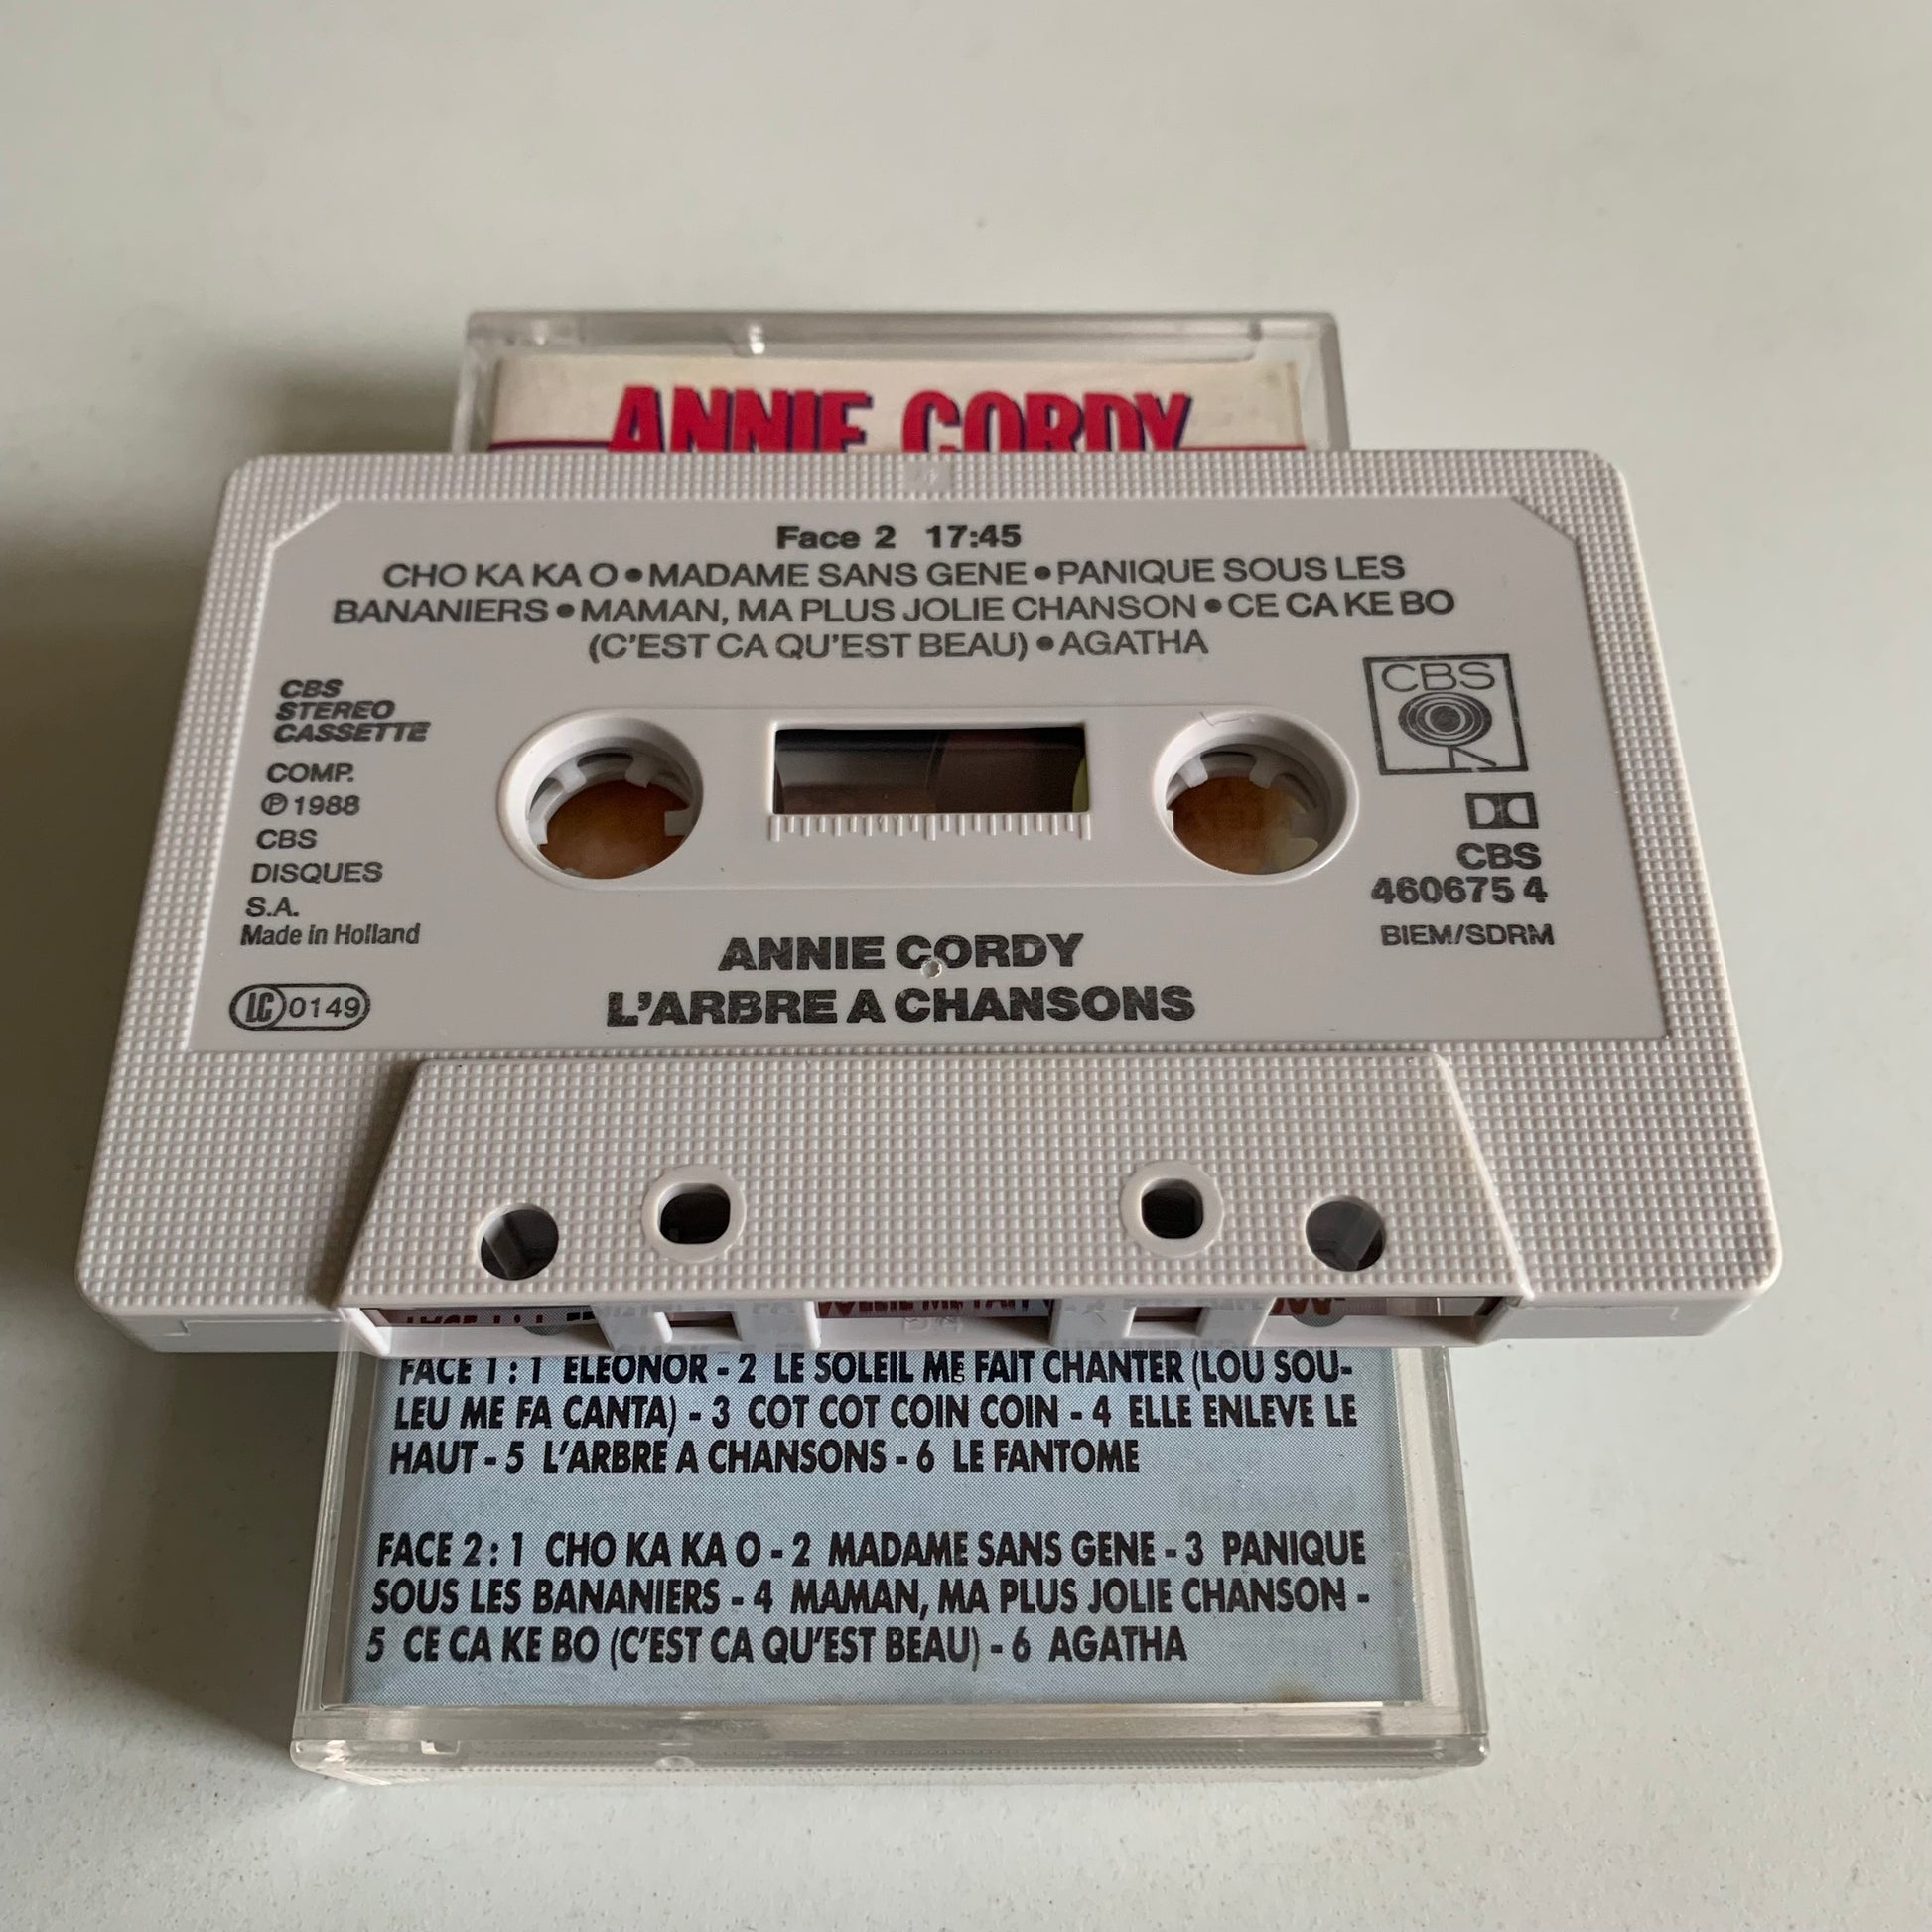 ANNIE CORDY
Face 2 17:45
CHO KA KA O • MADAME SANS GENE • PANIQUE SOUS LES
BANANIERS • MAMAN, MA PLUS JOLIE CHANSON • CE CA KE BO
(C'EST CA QU'EST BEAU) • AGATHA
CBS
STEREO
CASSETTE
COMP.
℗ 1988
CBS
DISQUES
S.A.
Made in Holland
LC 0149
CBS
CBS
460675 4
BIEM/SDRM
ANNIE CORDY
L'ARBRE A CHANSONS
FACE 1 : 1 ELEONOR - 2 LE SOLEIL ME FAIT CHANTER (LOU SOU-
LEU ME FA CANTA) - 3 COT COT COIN COIN - 4 ELLE ENLEVE LE
HAUT - 5 L'ARBRE A CHANSONS - 6 LE FANTOME
FACE 2 : 1 CHO KA KA O - 2 MADAME SANS GENE - 3 PANIQUE
SOUS LES BANANIERS - 4 MAMAN, MA PLUS JOLIE CHANSON -
5 CE CA KE BO (C'EST CA QU'EST BEAU) - 6 AGATHA